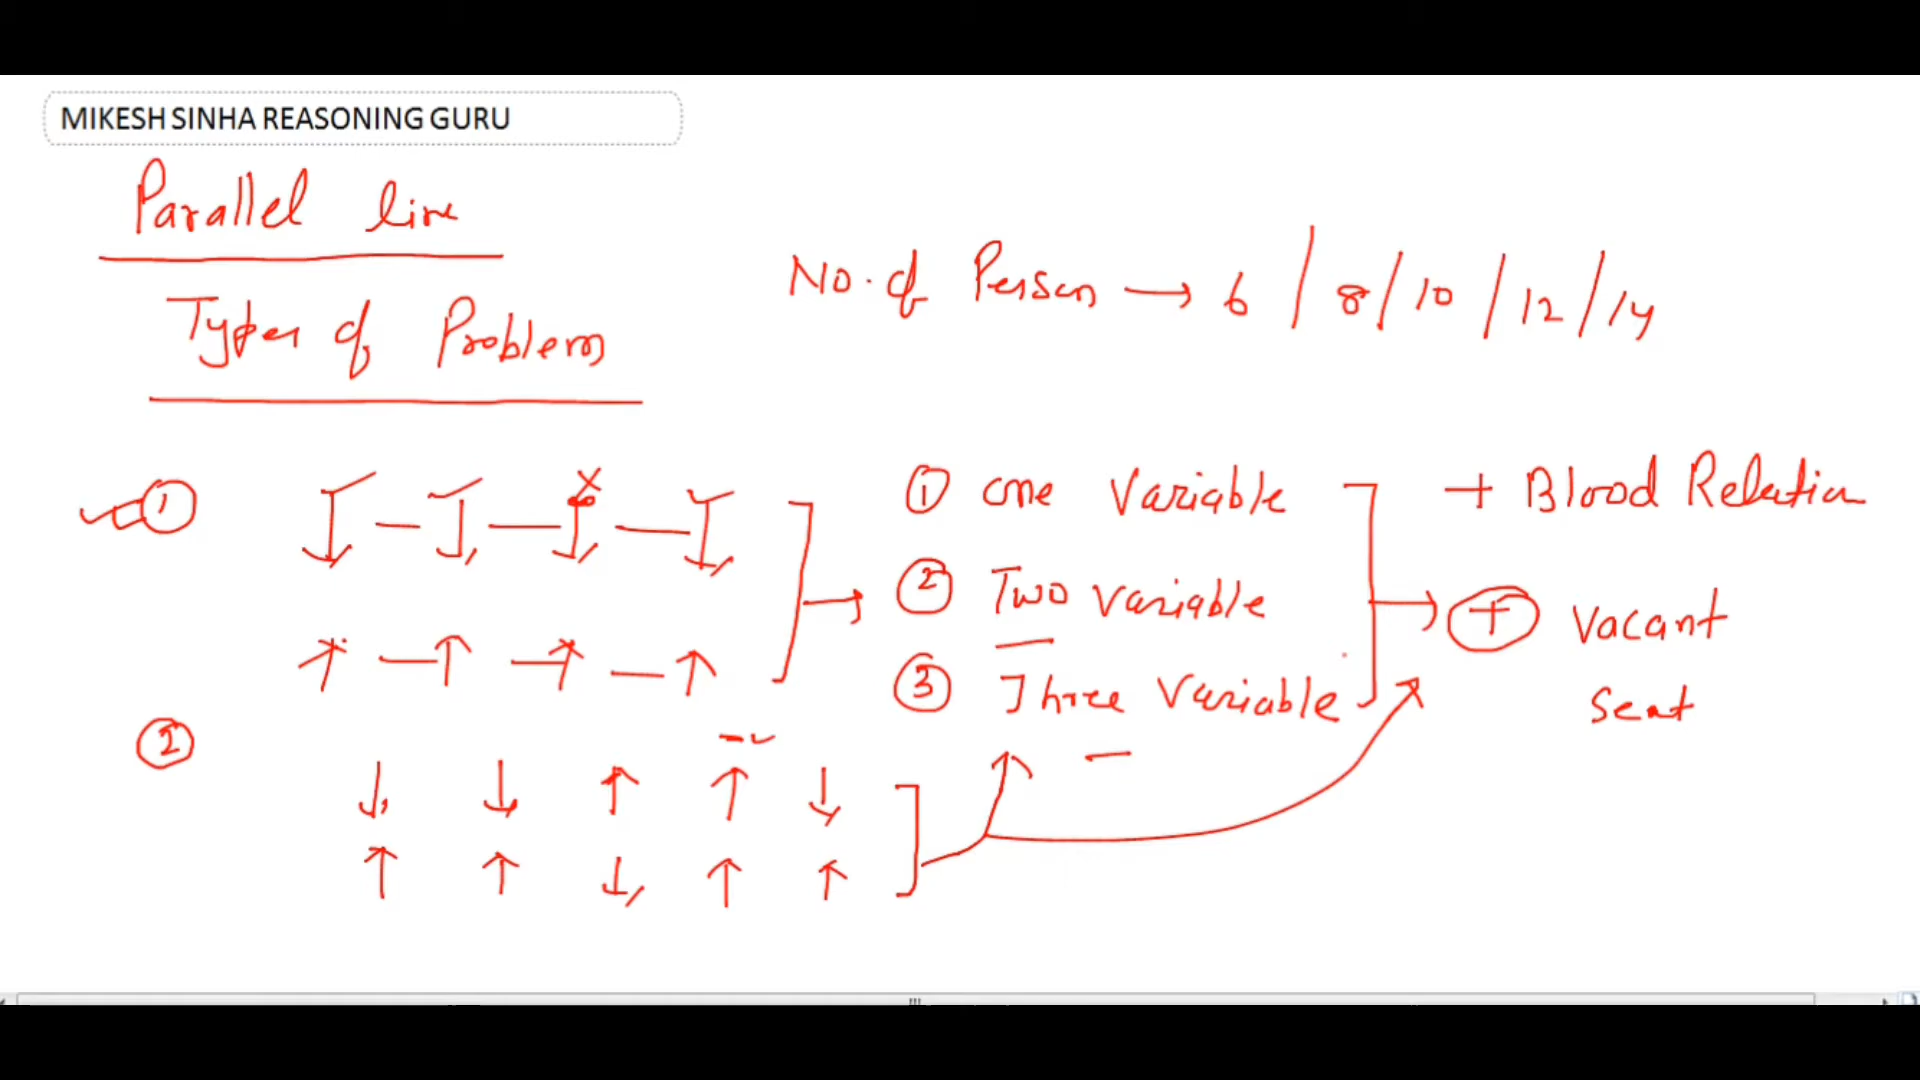 MIKESH SINHA REASONING GURU
Parallel line
Types of Problem
No. of Person → 6 / 8 / 10 / 12 / 14
① One Variable
+ Blood Relation
② Two Variable
+ Vacant
Seat
③ Three Variable
①
②